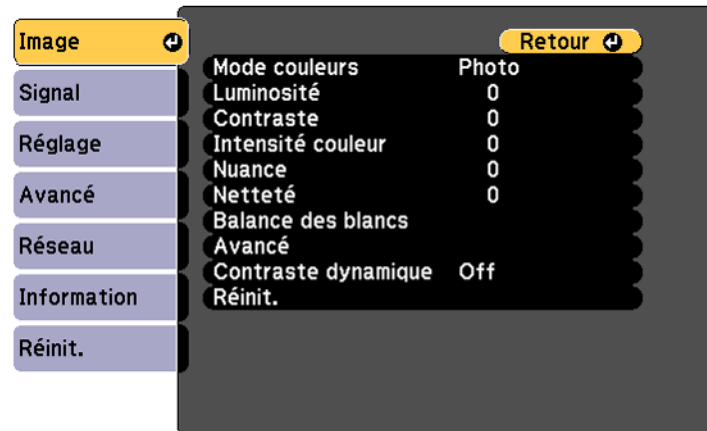 Image
Signal
Réglage
Avancé
Réseau
Information
Réinit.
Retour
Mode couleurs Photo
Luminosité 0
Contraste 0
Intensité couleur 0
Nuance 0
Netteté 0
Balance des blancs
Avancé
Contraste dynamique Off
Réinit.